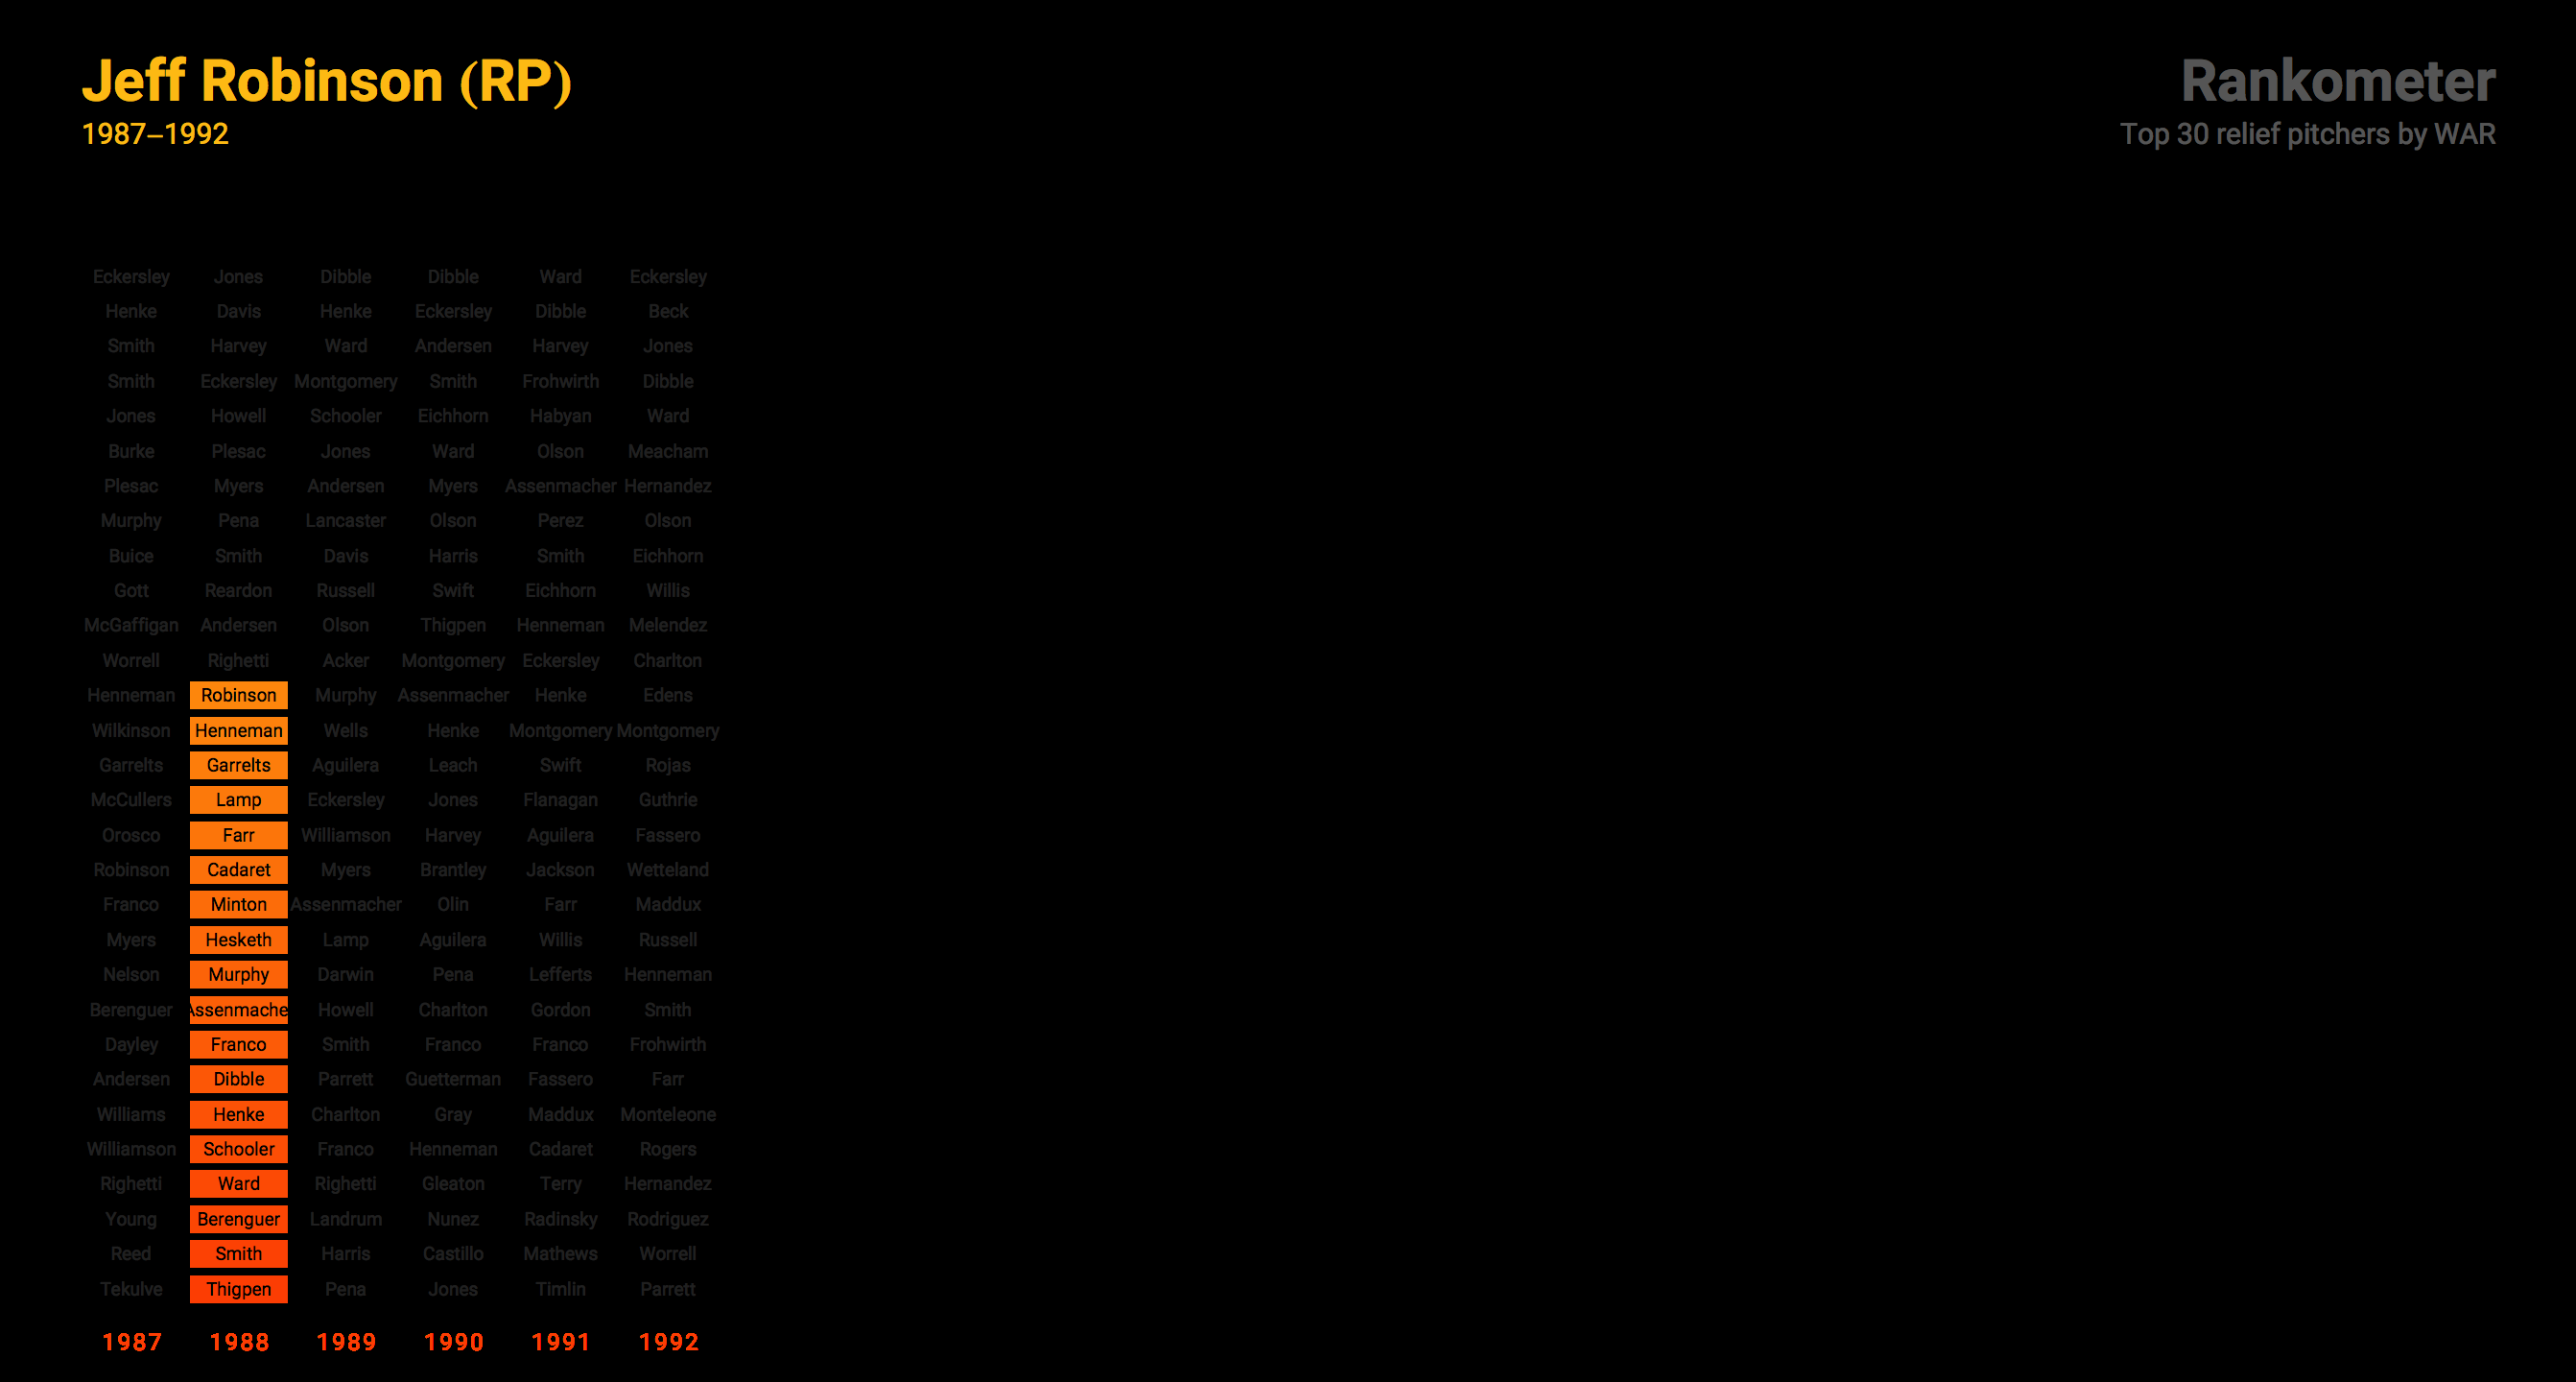 Jeff Robinson (RP)
1987–1992
Rankometer
Top 30 relief pitchers by WAR
Eckersley Jones Dibble Dibble Ward Eckersley
Henke Davis Henke Eckersley Dibble Beck
Smith Harvey Ward Andersen Harvey Jones
Smith Eckersley Montgomery Smith Frohwirth Dibble
Jones Howell Schooler Eichhorn Habyan Ward
Burke Plesac Jones Ward Olson Meacham
Plesac Myers Andersen Myers Assenmacher Hernandez
Murphy Pena Lancaster Olson Perez Olson
Buice Smith Davis Harris Smith Eichhorn
Gott Reardon Russell Swift Eichhorn Willis
McGaffigan Andersen Olson Thigpen Henneman Melendez
Worrell Righetti Acker Montgomery Eckersley Charlton
Henneman Robinson Murphy Assenmacher Henke Edens
Wilkinson Henneman Wells Henke Montgomery Montgomery
Garrelts Garrelts Aguilera Leach Swift Rojas
McCullers Lamp Eckersley Jones Flanagan Guthrie
Orosco Farr Williamson Harvey Aguilera Fassero
Robinson Cadaret Myers Brantley Jackson Wetteland
Franco Minton Assenmacher Olin Farr Maddux
Myers Hesketh Lamp Aguilera Willis Russell
Nelson Murphy Darwin Pena Lefferts Henneman
Berenguer Assenmache Howell Charlton Gordon Smith
Dayley Franco Smith Franco Franco Frohwirth
Andersen Dibble Parrett Guetterman Fassero Farr
Williams Henke Charlton Gray Maddux Monteleone
Williamson Schooler Franco Henneman Cadaret Rogers
Righetti Ward Righetti Gleaton Terry Hernandez
Young Berenguer Landrum Nunez Radinsky Rodriguez
Reed Smith Harris Castillo Mathews Worrell
Tekulve Thigpen Pena Jones Timlin Parrett
1987 1988 1989 1990 1991 1992